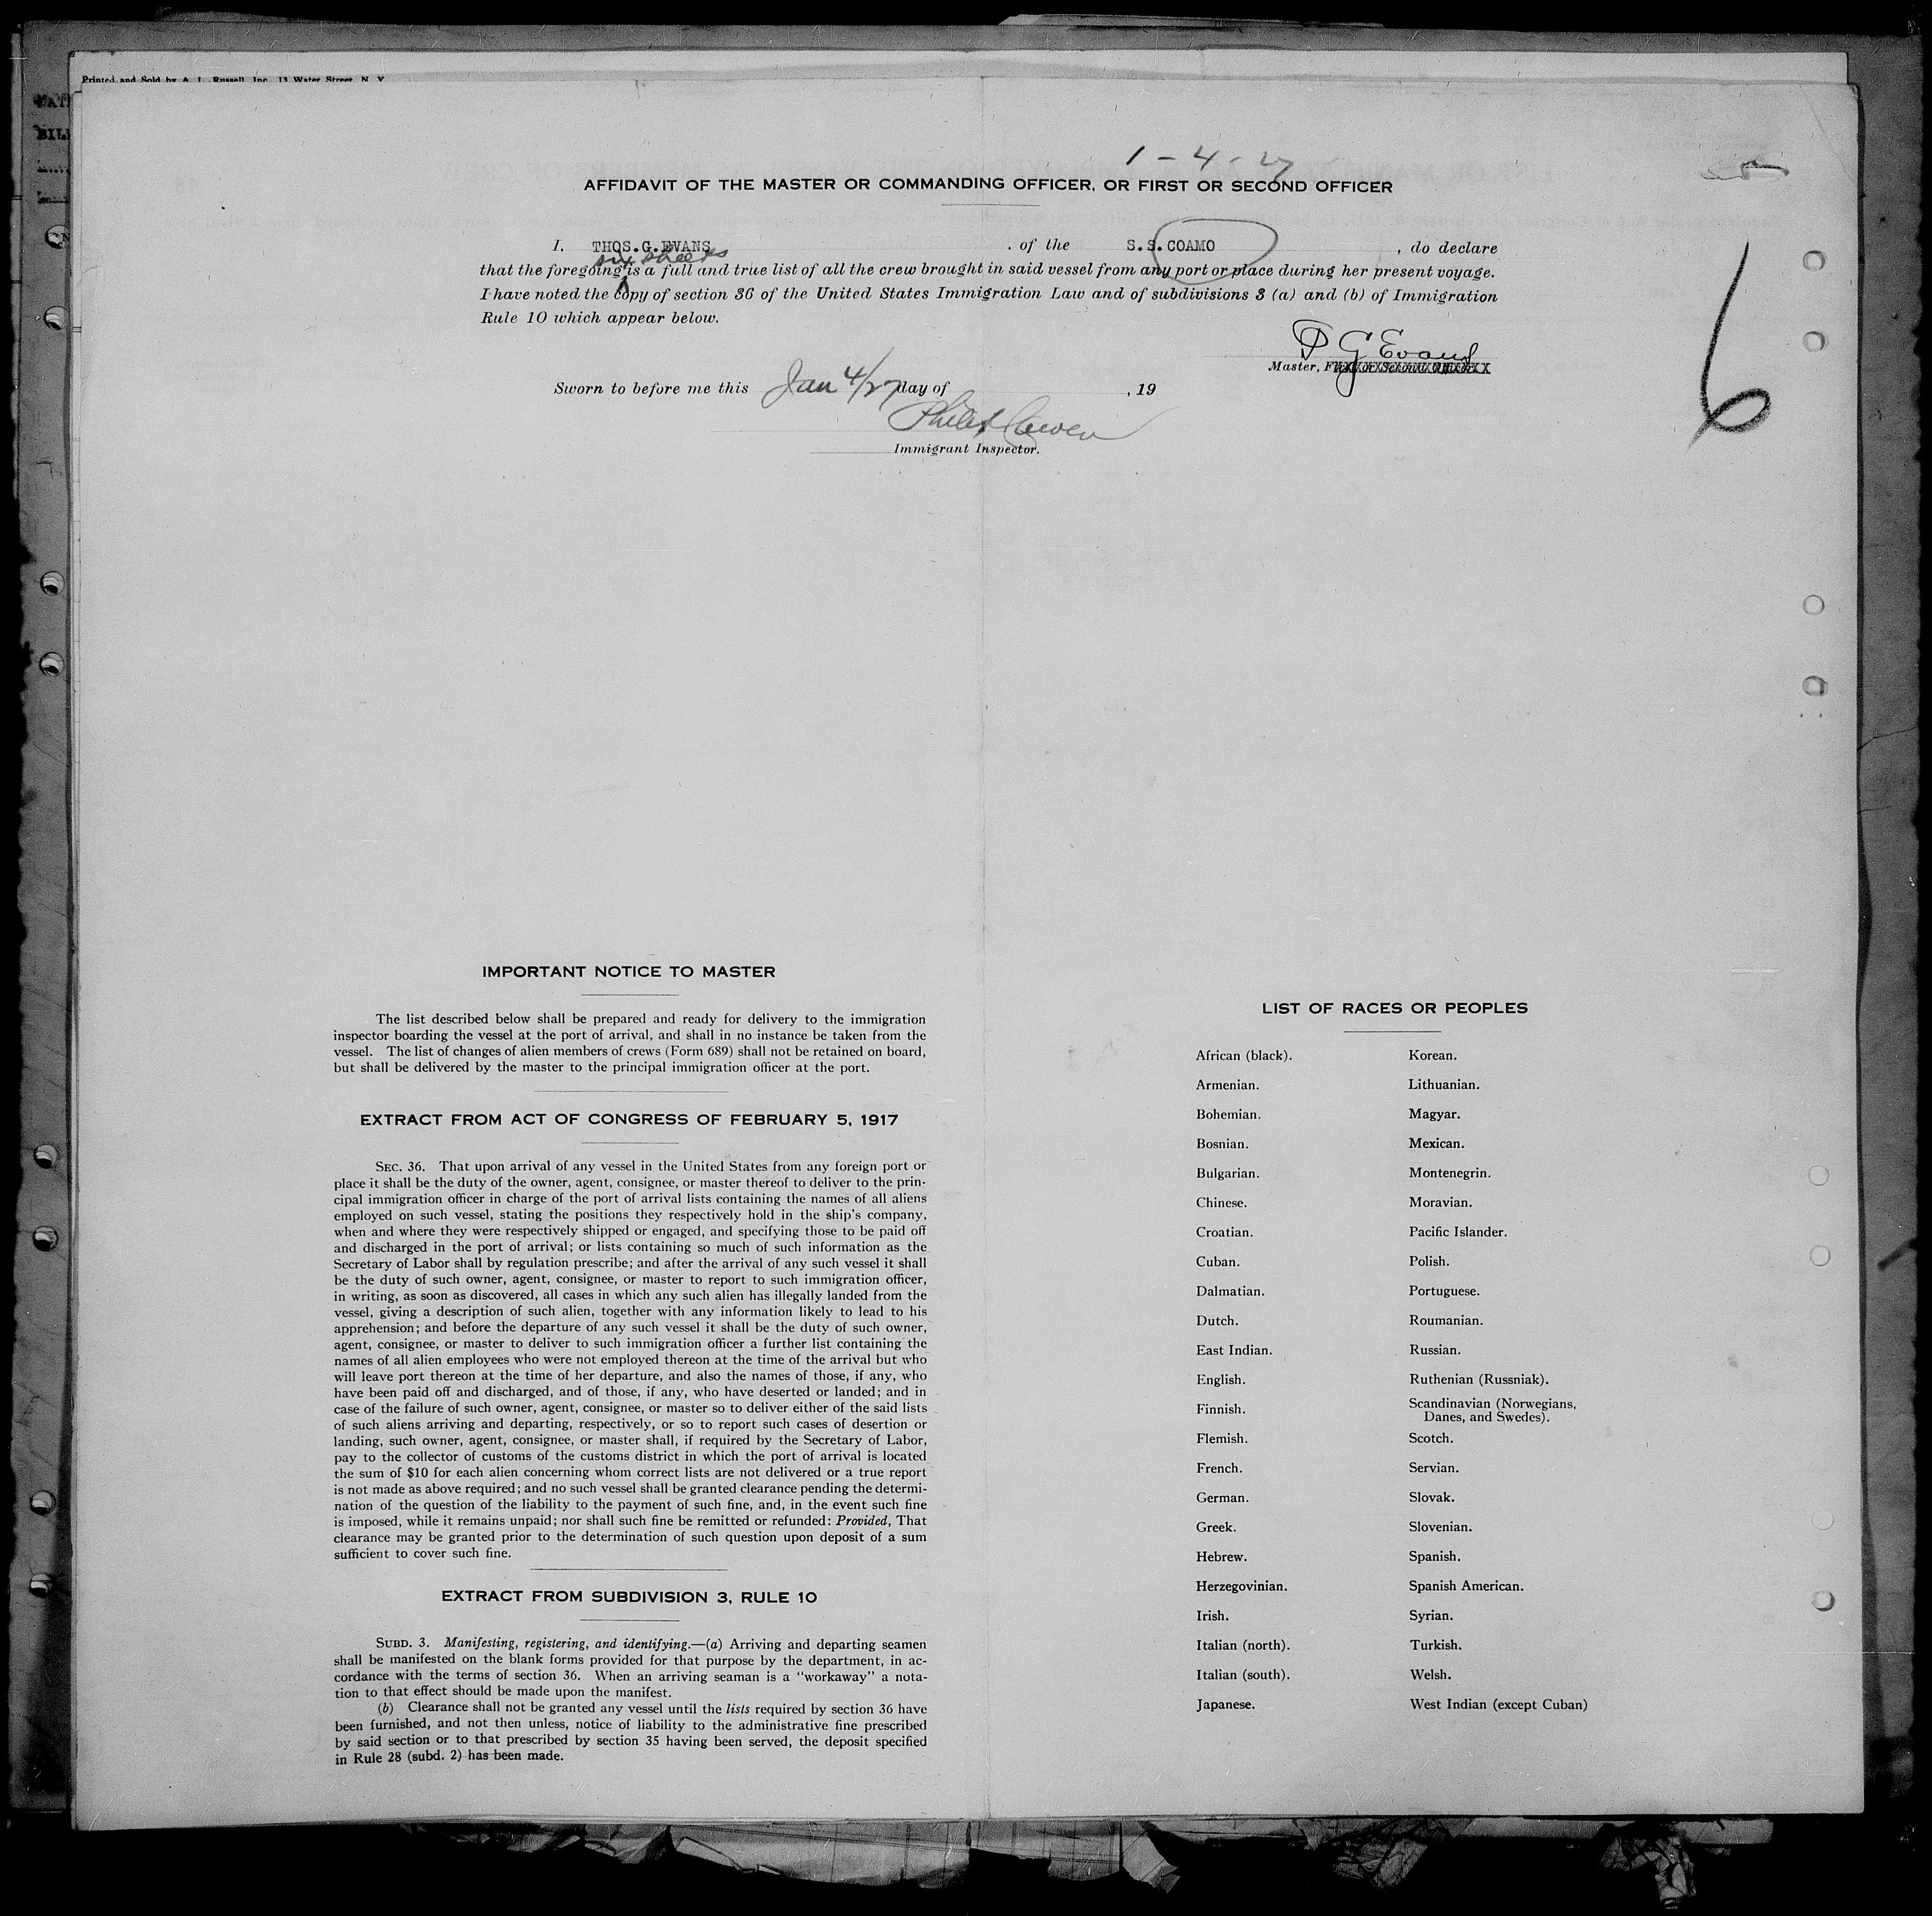 Printed and Sold by A. L. Russell, Inc. 13 Water Street, N. Y.
BIL
1-4-27
AFFIDAVIT OF THE MASTER OR COMMANDING OFFICER, OR FIRST OR SECOND OFFICER
I, THOS.G.EVANS, of the S.S.COAMO, do declare
six sheets
that the foregoing is a full and true list of all the crew brought in said vessel from any port or place during her present voyage.
I have noted the copy of section 36 of the United States Immigration Law and of subdivisions 3 (a) and (b) of Immigration
Rule 10 which appear below.
T G Evans
Master, First or Second Officer.
6
Sworn to before me this Jan 4/27 day of , 19
Philip Cowen
Immigrant Inspector.
IMPORTANT NOTICE TO MASTER
The list described below shall be prepared and ready for delivery to the immigration
inspector boarding the vessel at the port of arrival, and shall in no instance be taken from the
vessel. The list of changes of alien members of crews (Form 689) shall not be retained on board,
but shall be delivered by the master to the principal immigration officer at the port.
EXTRACT FROM ACT OF CONGRESS OF FEBRUARY 5, 1917
SEC. 36. That upon arrival of any vessel in the United States from any foreign port or
place it shall be the duty of the owner, agent, consignee, or master thereof to deliver to the prin-
cipal immigration officer in charge of the port of arrival lists containing the names of all aliens
employed on such vessel, stating the positions they respectively hold in the ship's company,
when and where they were respectively shipped or engaged, and specifying those to be paid off
and discharged in the port of arrival; or lists containing so much of such information as the
Secretary of Labor shall by regulation prescribe; and after the arrival of any such vessel it shall
be the duty of such owner, agent, consignee, or master to report to such immigration officer,
in writing, as soon as discovered, all cases in which any such alien has illegally landed from the
vessel, giving a description of such alien, together with any information likely to lead to his
apprehension; and before the departure of any such vessel it shall be the duty of such owner,
agent, consignee, or master to deliver to such immigration officer a further list containing the
names of all alien employees who were not employed thereon at the time of the arrival but who
will leave port thereon at the time of her departure, and also the names of those, if any, who
have been paid off and discharged, and of those, if any, who have deserted or landed; and in
case of the failure of such owner, agent, consignee, or master so to deliver either of the said lists
of such aliens arriving and departing, respectively, or so to report such cases of desertion or
landing, such owner, agent, consignee, or master shall, if required by the Secretary of Labor,
pay to the collector of customs of the customs district in which the port of arrival is located
the sum of $10 for each alien concerning whom correct lists are not delivered or a true report
is not made as above required; and no such vessel shall be granted clearance pending the determi-
nation of the question of the liability to the payment of such fine, and, in the event such fine
is imposed, while it remains unpaid; nor shall such fine be remitted or refunded: Provided, That
clearance may be granted prior to the determination of such question upon deposit of a sum
sufficient to cover such fine.
EXTRACT FROM SUBDIVISION 3, RULE 10
SUBD. 3. Manifesting, registering, and identifying.—(a) Arriving and departing seamen
shall be manifested on the blank forms provided for that purpose by the department, in ac-
cordance with the terms of section 36. When an arriving seaman is a "workaway" a nota-
tion to that effect should be made upon the manifest.
(b) Clearance shall not be granted any vessel until the lists required by section 36 have
been furnished, and not then unless, notice of liability to the administrative fine prescribed
by said section or to that prescribed by section 35 having been served, the deposit specified
in Rule 28 (subd. 2) has been made.
LIST OF RACES OR PEOPLES
African (black). Korean.
Armenian. Lithuanian.
Bohemian. Magyar.
Bosnian. Mexican.
Bulgarian. Montenegrin.
Chinese. Moravian.
Croatian. Pacific Islander.
Cuban. Polish.
Dalmatian. Portuguese.
Dutch. Roumanian.
East Indian. Russian.
English. Ruthenian (Russniak).
Finnish. Scandinavian (Norwegians,
Danes, and Swedes).
Flemish. Scotch.
French. Servian.
German. Slovak.
Greek. Slovenian.
Hebrew. Spanish.
Herzegovinian. Spanish American.
Irish. Syrian.
Italian (north). Turkish.
Italian (south). Welsh.
Japanese. West Indian (except Cuban)